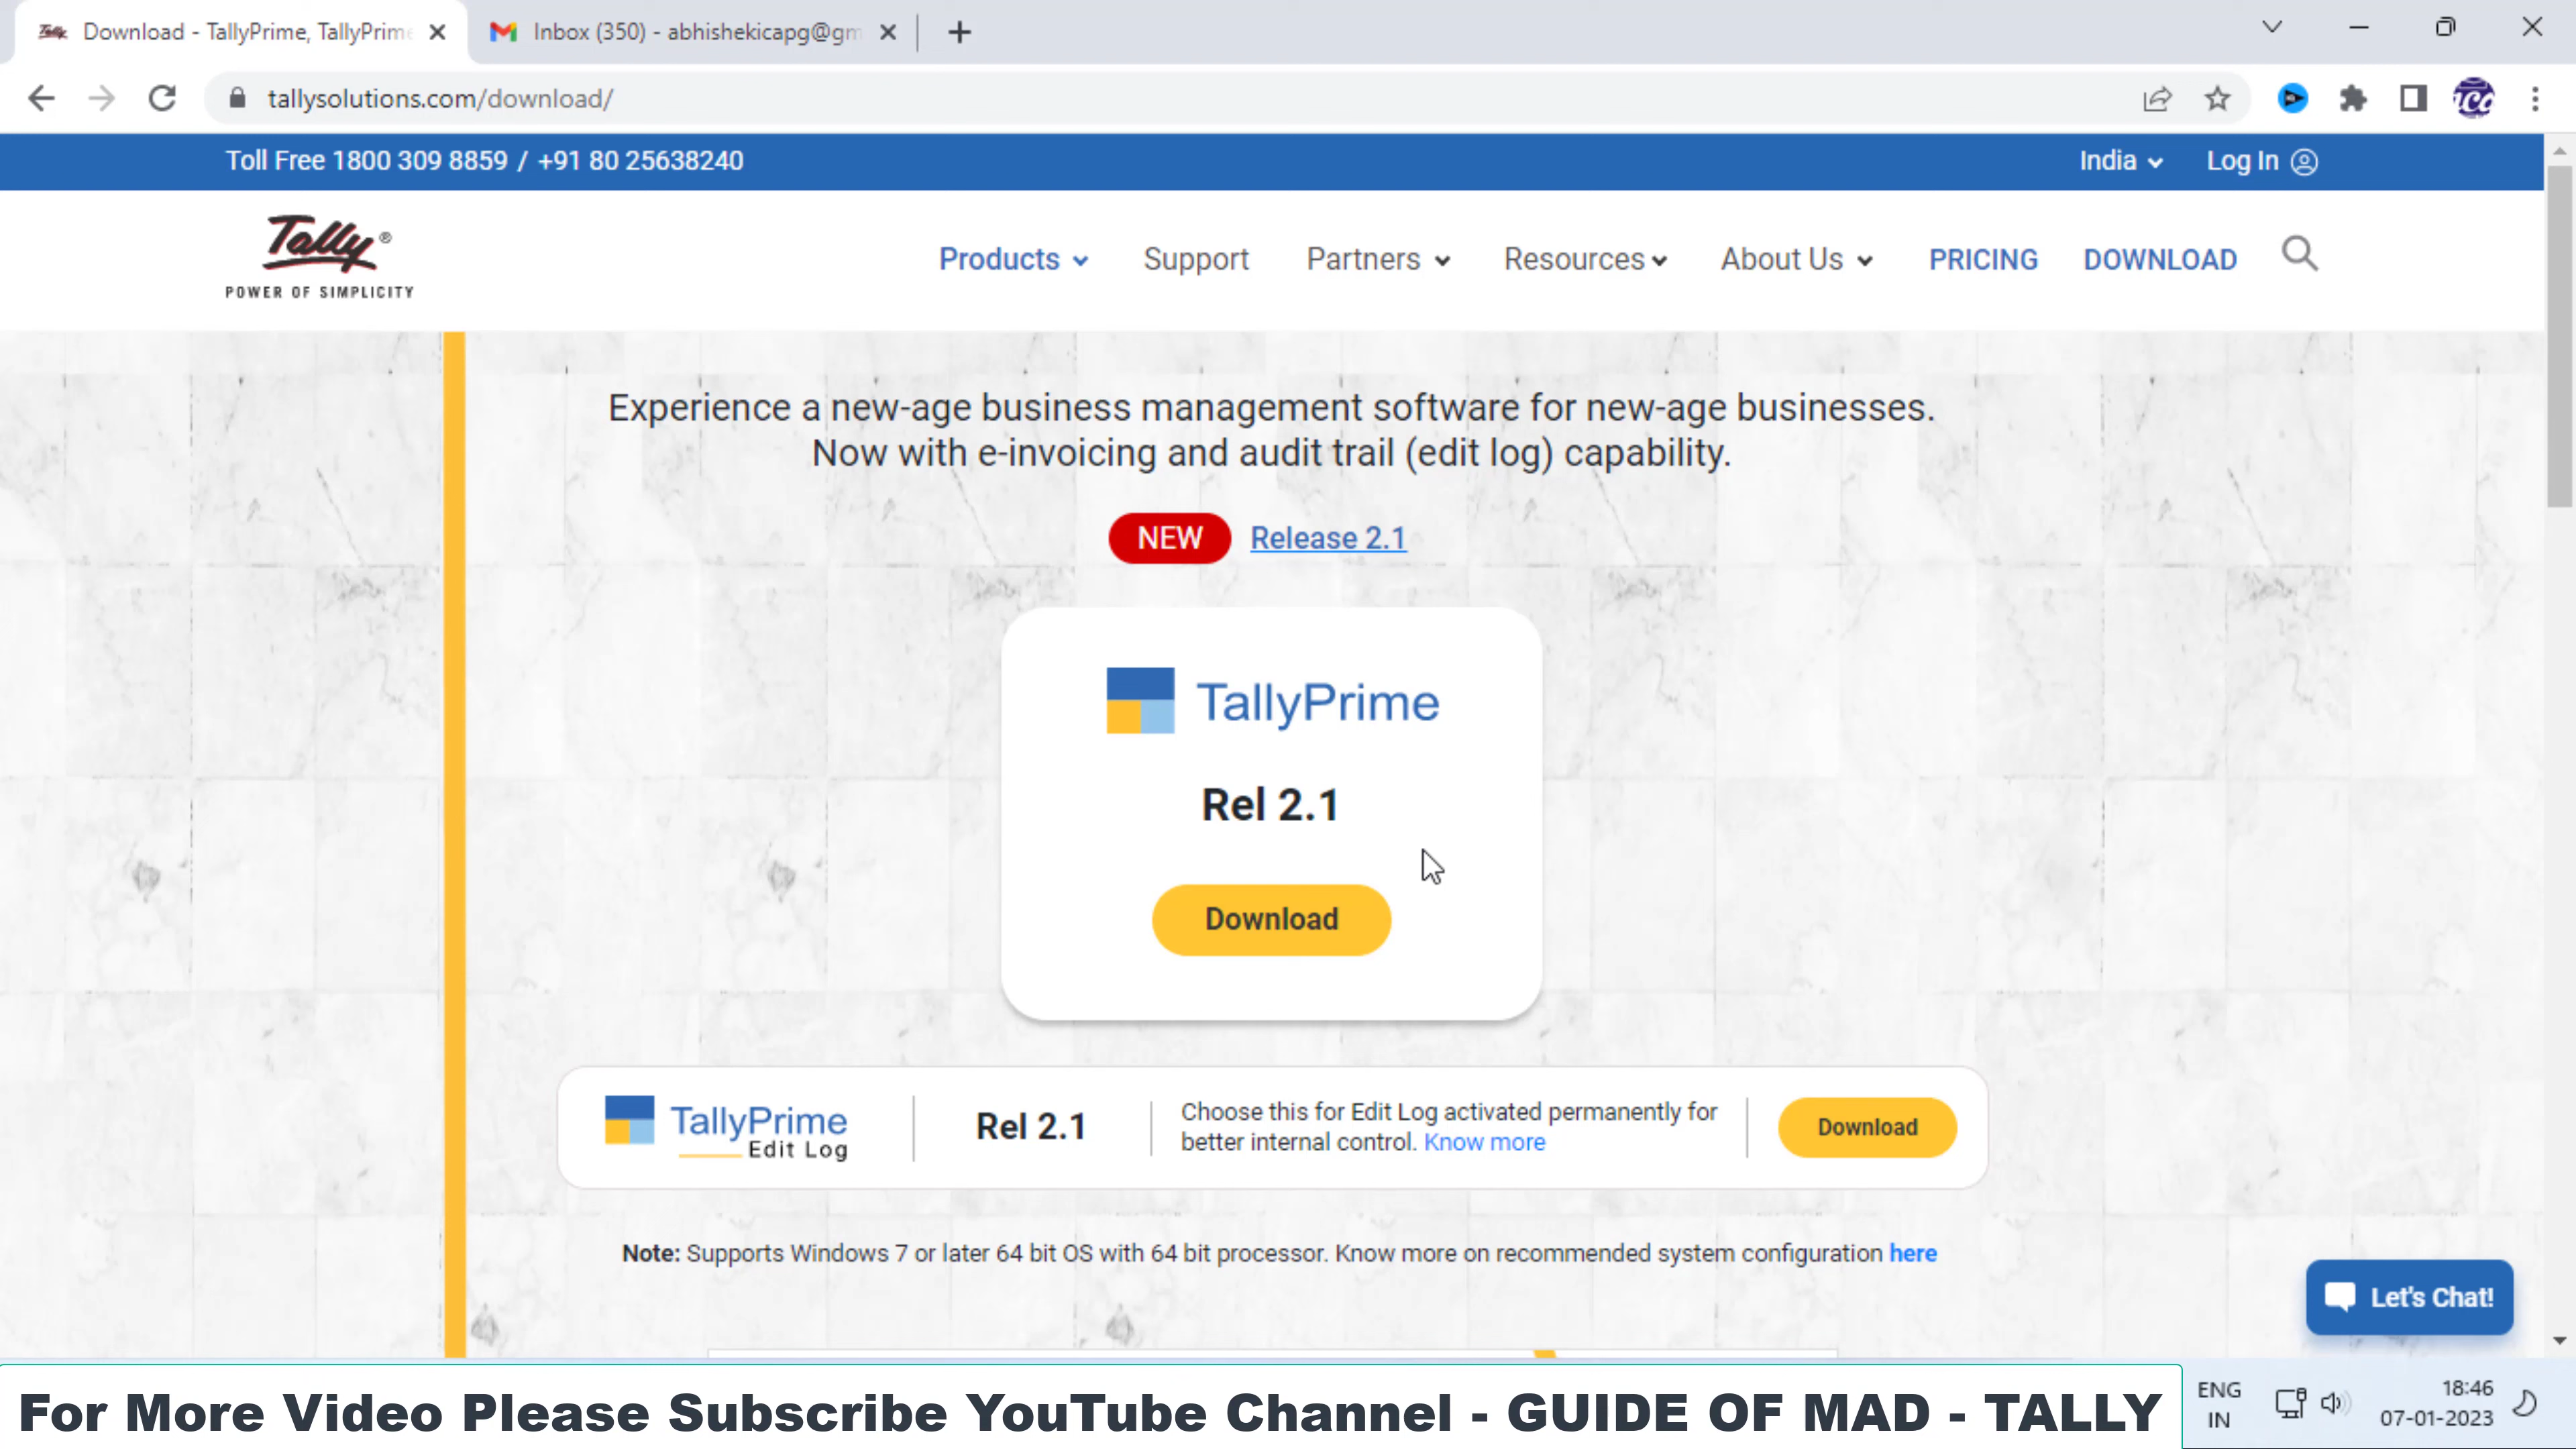 Download - TallyPrime, TallyPrime
Inbox (350) - abhishekicapg@gm
tallysolutions.com/download/
Toll Free 1800 309 8859 / +91 80 25638240
India
Log In
Tally®
POWER OF SIMPLICITY
Products
Support
Partners
Resources
About Us
PRICING
DOWNLOAD
Experience a new-age business management software for new-age businesses.
Now with e-invoicing and audit trail (edit log) capability.
NEW Release 2.1
TallyPrime
Rel 2.1
Download
TallyPrime
Edit Log
Rel 2.1
Choose this for Edit Log activated permanently for
better internal control. Know more
Download
Note: Supports Windows 7 or later 64 bit OS with 64 bit processor. Know more on recommended system configuration here
Let's Chat!
For More Video Please Subscribe YouTube Channel - GUIDE OF MAD - TALLY
ENG
IN
18:46
07-01-2023